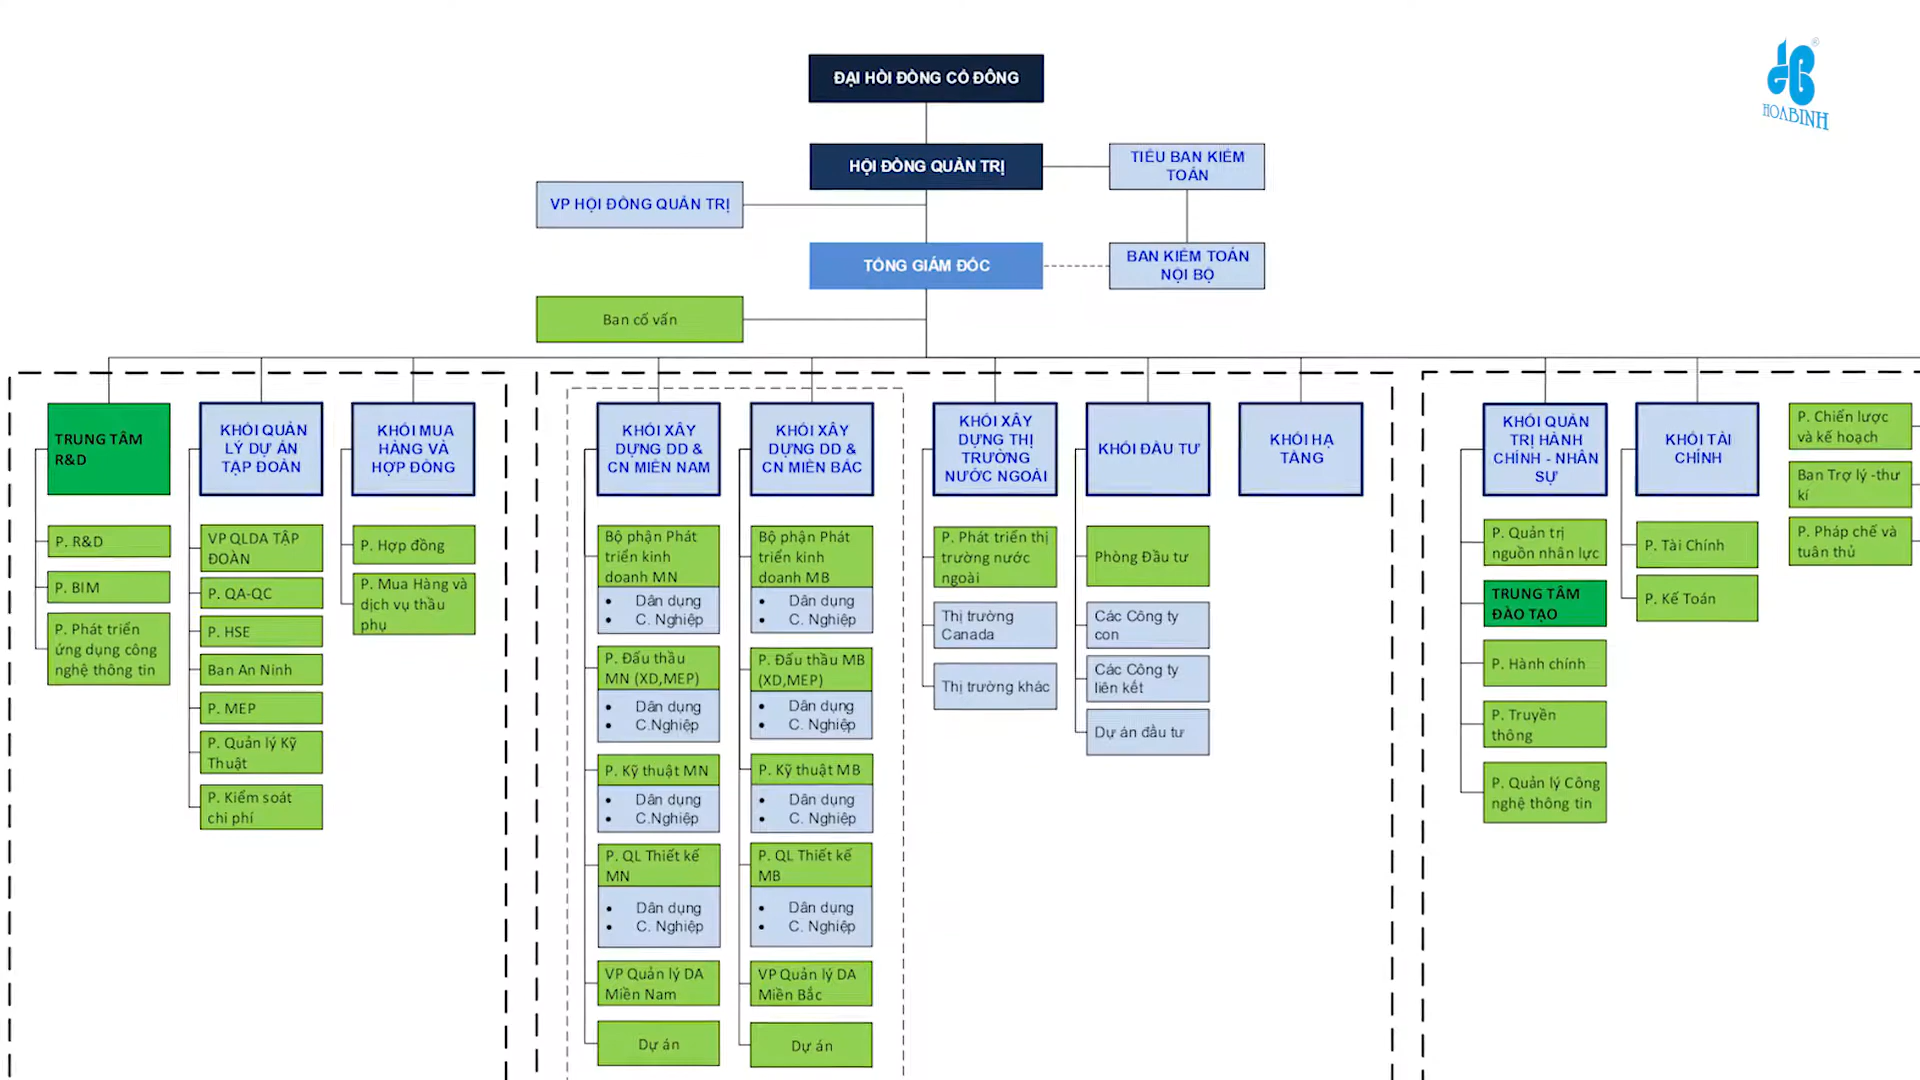 ĐẠI HỘI ĐỒNG CỔ ĐÔNG
HOABINH
HỘI ĐỒNG QUẢN TRỊ
TIỂU BAN KIỂM
TOÁN
VP HỘI ĐỒNG QUẢN TRỊ
TỔNG GIÁM ĐỐC
BAN KIỂM TOÁN
NỘI BỘ
Ban cố vấn
TRUNG TÂM
R&D
P. R&D
P. BIM
P. Phát triển
ứng dụng công
nghệ thông tin
KHỐI QUẢN
LÝ DỰ ÁN
TẬP ĐOÀN
VP QLDA TẬP
ĐOÀN
P. QA-QC
P. HSE
Ban An Ninh
P. MEP
P. Quản lý Kỹ
Thuật
P. Kiểm soát
chi phí
KHỐI MUA
HÀNG VÀ
HỢP ĐỒNG
P. Hợp đồng
P. Mua Hàng và
dịch vụ thầu
phụ
KHỐI XÂY
DỰNG DD &
CN MIỀN NAM
Bộ phận Phát
triển kinh
doanh MN
• Dân dụng
• C. Nghiệp
P. Đấu thầu
MN (XD,MEP)
• Dân dụng
• C.Nghiệp
P. Kỹ thuật MN
• Dân dụng
• C.Nghiệp
P. QL Thiết kế
MN
• Dân dụng
• C. Nghiệp
VP Quản lý DA
Miền Nam
Dự án
KHỐI XÂY
DỰNG DD &
CN MIỀN BẮC
Bộ phận Phát
triển kinh
doanh MB
• Dân dụng
• C. Nghiệp
P. Đấu thầu MB
(XD,MEP)
• Dân dụng
• C. Nghiệp
P. Kỹ thuật MB
• Dân dụng
• C. Nghiệp
P. QL Thiết kế
MB
• Dân dụng
• C. Nghiệp
VP Quản lý DA
Miền Bắc
Dự án
KHỐI XÂY
DỰNG THỊ
TRƯỜNG
NƯỚC NGOÀI
P. Phát triển thị
trường nước
ngoài
Thị trường
Canada
Thị trường khác
KHỐI ĐẦU TƯ
Phòng Đầu tư
Các Công ty
con
Các Công ty
liên kết
Dự án đầu tư
KHỐI HẠ
TẦNG
KHỐI QUẢN
TRỊ HÀNH
CHÍNH - NHÂN
SỰ
P. Quản trị
nguồn nhân lực
TRUNG TÂM
ĐÀO TẠO
P. Hành chính
P. Truyền
thông
P. Quản lý Công
nghệ thông tin
KHỐI TÀI
CHÍNH
P. Tài Chính
P. Kế Toán
P. Chiến lược
và kế hoạch
Ban Trợ lý -thư
kí
P. Pháp chế và
tuân thủ